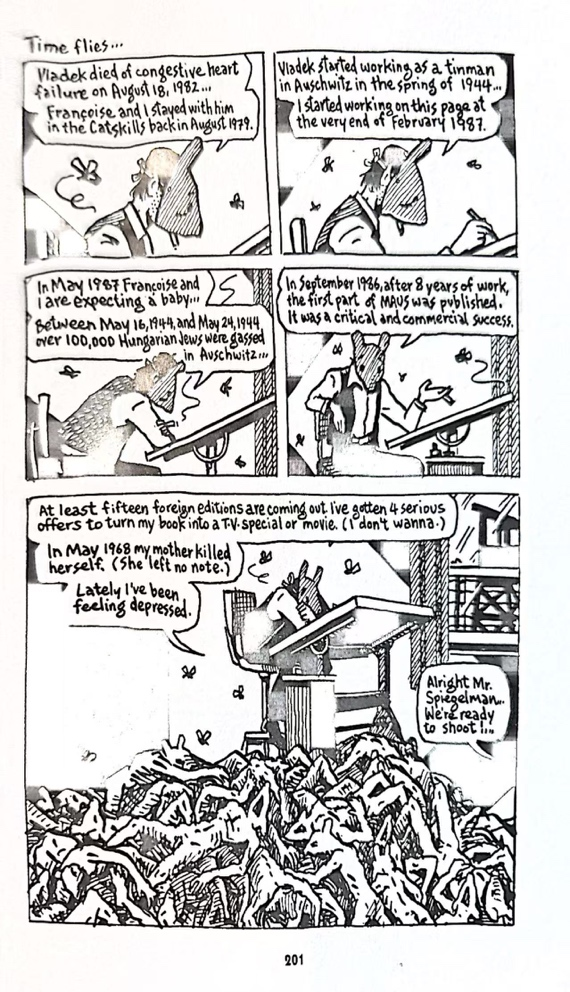 Time flies...
Vladek died of congestive heart
failure on August 18, 1982...
Françoise and I stayed with him
in the Catskills back in August 1979.
Vladek started working as a tinman
in Auschwitz in the spring of 1944...
I started working on this page at
the very end of February 1987.
In May 1987 Françoise and
I are expecting a baby...
Between May 16, 1944, and May 24, 1944
over 100,000 Hungarian Jews were gassed
in Auschwitz...
In September 1986, after 8 years of work,
the first part of MAUS was published.
It was a critical and commercial success.
At least fifteen foreign editions are coming out. I've gotten 4 serious
offers to turn my book into a T.V. special or movie. (I don't wanna.)
In May 1968 my mother killed
herself. (She left no note.)
Lately I've been
feeling depressed.
Alright Mr.
Spiegelman...
We're ready
to shoot!...
201